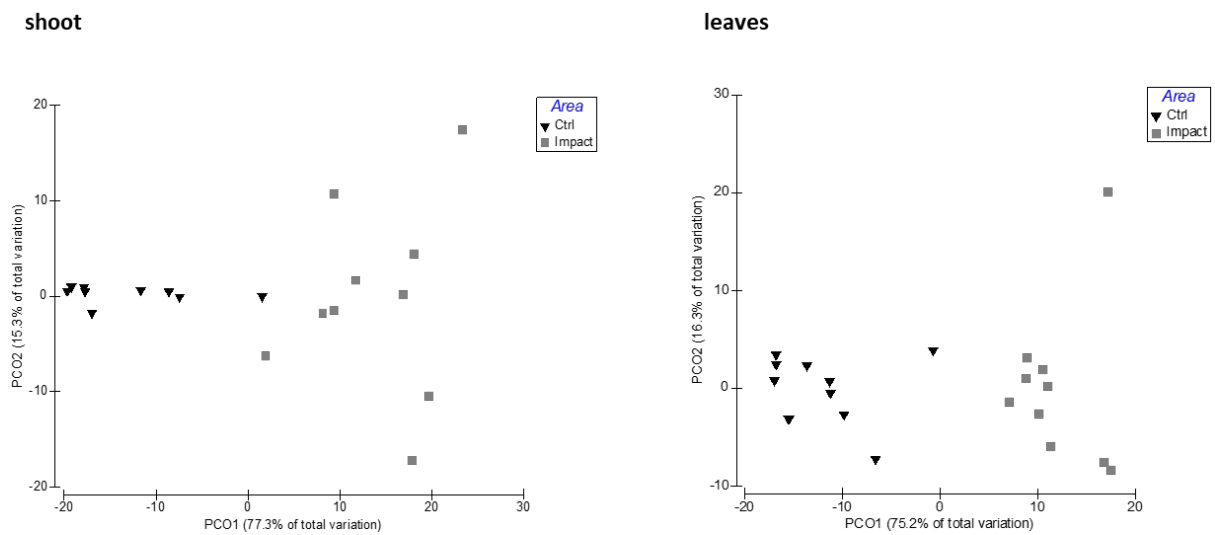 shoot
20
10
0
-10
-20
PCO2 (15.3% of total variation)
-20
-10
0
10
20
30
PCO1 (77.3% of total variation)
Area
Ctrl
Impact
leaves
30
20
10
0
-10
PCO2 (16.3% of total variation)
-20
-10
0
10
20
PCO1 (75.2% of total variation)
Area
Ctrl
Impact